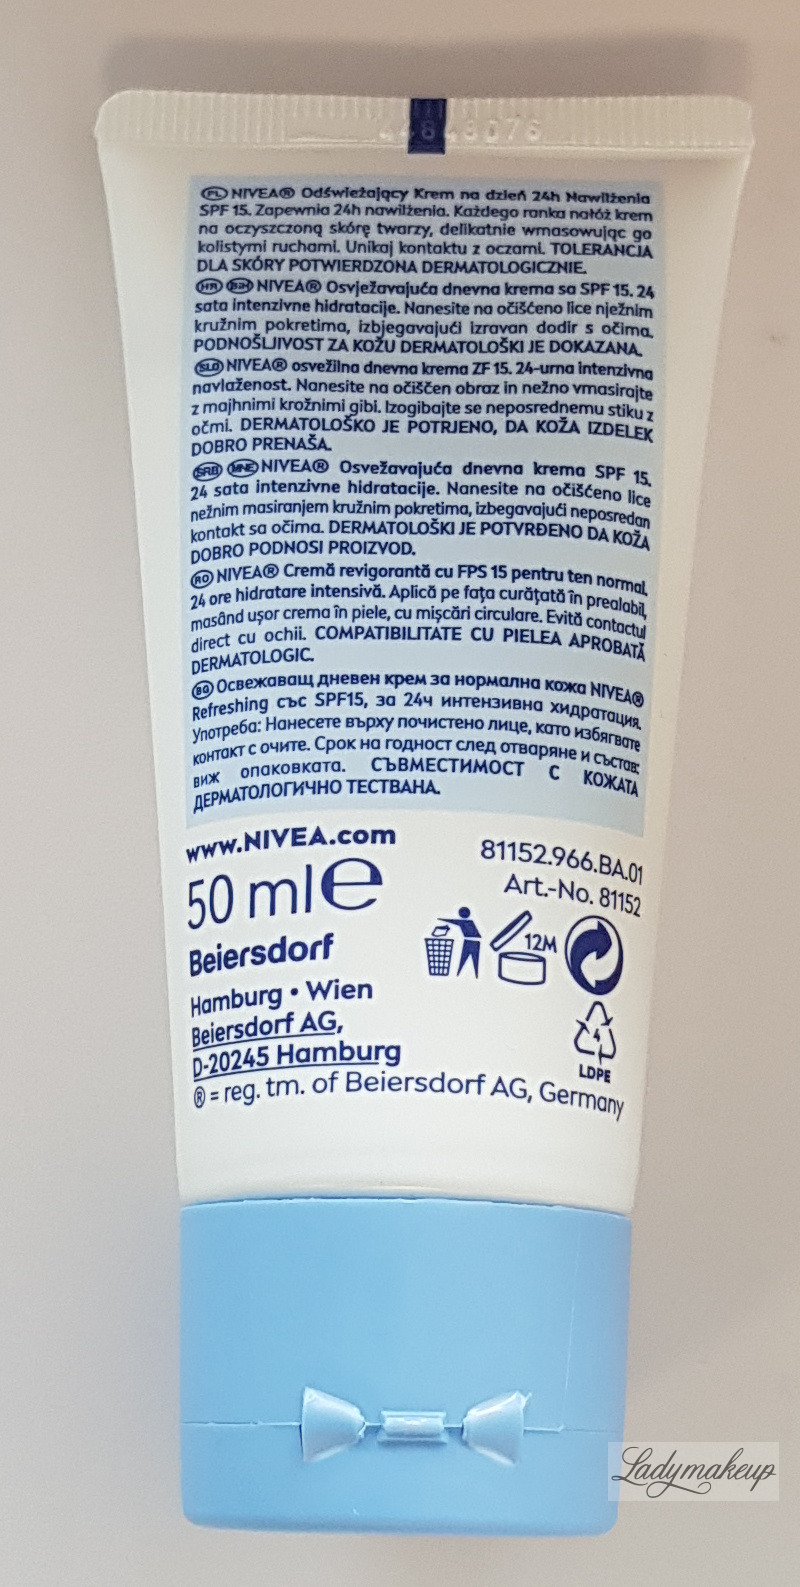 44848076
PL NIVEA® Odświeżający Krem na dzień 24h Nawilżenia
SPF 15. Zapewnia 24h nawilżenia. Każdego ranka nałóż krem
na oczyszczoną skórę twarzy, delikatnie wmasowując go
kolistymi ruchami. Unikaj kontaktu z oczami. TOLERANCJA
DLA SKÓRY POTWIERDZONA DERMATOLOGICZNIE.
HR BIH NIVEA® Osvježavajuća dnevna krema sa SPF 15. 24
sata intenzivne hidratacije. Nanesite na očišćeno lice nježnim
kružnim pokretima, izbjegavajući izravan dodir s očima.
PODNOŠLJIVOST ZA KOŽU DERMATOLOŠKI JE DOKAZANA.
SLO NIVEA® osvežilna dnevna krema ZF 15. 24-urna intenzivna
navlaženost. Nanesite na očiščen obraz in nežno vmasirajte
z majhnimi krožnimi gibi. Izogibajte se neposrednemu stiku z
očmi. DERMATOLOŠKO JE POTRJENO, DA KOŽA IZDELEK
DOBRO PRENAŠA.
SRB MNE NIVEA® Osvežavajuća dnevna krema SPF 15.
24 sata intenzivne hidratacije. Nanesite na očišćeno lice
nežnim masiranjem kružnim pokretima, izbegavajući neposredan
kontakt sa očima. DERMATOLOŠKI JE POTVRĐENO DA KOŽA
DOBRO PODNOSI PROIZVOD.
RO NIVEA® Cremă revigorantă cu FPS 15 pentru ten normal.
24 ore hidratare intensivă. Aplică pe fața curățată în prealabil,
masând ușor crema în piele, cu mișcări circulare. Evită contactul
direct cu ochii. COMPATIBILITATE CU PIELEA APROBATĂ
DERMATOLOGIC.
BG Освежаващ дневен крем за нормална кожа NIVEA®
Refreshing със SPF15, за 24ч интензивна хидратация.
Употреба: Нанесете върху почистено лице, като избягвате
контакт с очите. Срок на годност след отваряне и състав:
виж опаковката. СЪВМЕСТИМОСТ С КОЖАТА
ДЕРМАТОЛОГИЧНО ТЕСТВАНА.
www.NIVEA.com
50 ml e
81152.966.BA.01
Art.-No. 81152
12M
Beiersdorf
Hamburg • Wien
Beiersdorf AG,
D-20245 Hamburg
4
LDPE
® = reg. tm. of Beiersdorf AG, Germany
Ladymakeup